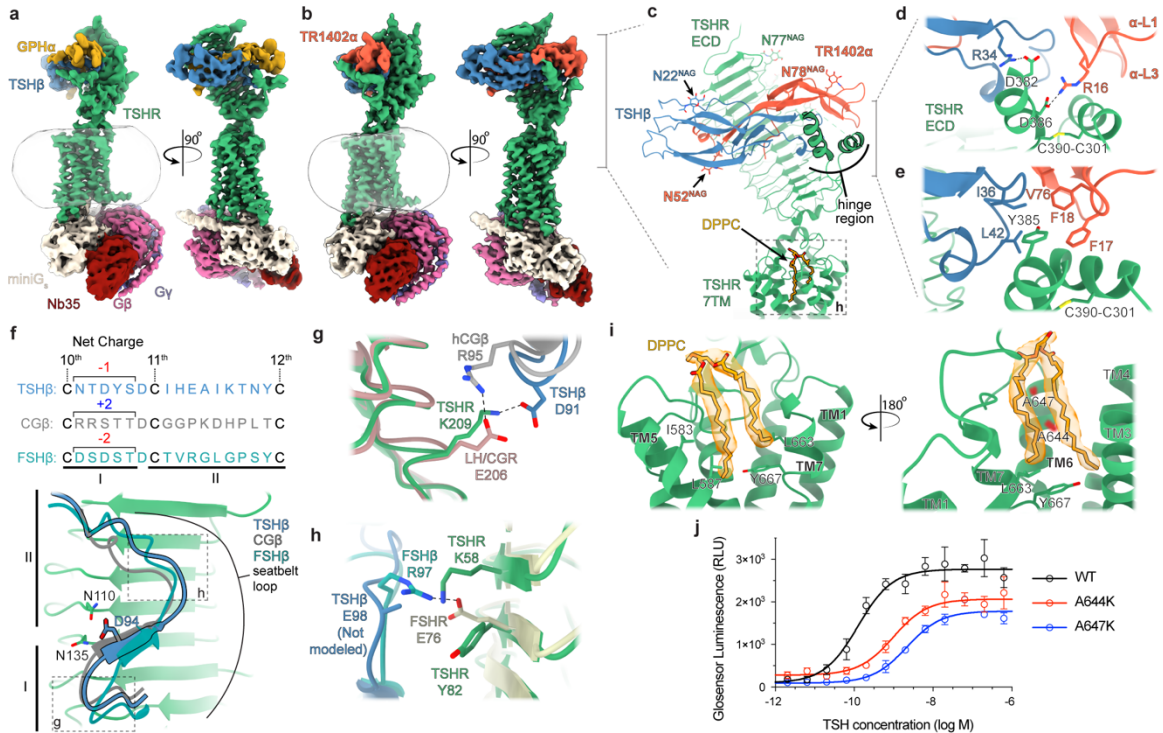 a
GPHα
TSHβ
TSHR
90°
miniGs
Nb35
Gβ
Gγ
b
TR1402α
90°
c
TSHR
ECD
N77NAG
TR1402α
N22NAG
N78NAG
TSHβ
N52NAG
hinge
region
DPPC
TSHR
7TM
h
d
α-L1
R34
α-L3
D382
R16
TSHR
ECD
D386
C390-C301
e
I36
V76
Y385
F18
L42
F17
C390-C301
f
Net Charge
10th 11th 12th
-1
TSHβ: C NTDYSDC IHEAIKTNYC
+2
CGβ: CRRSTTDCGGPKDHPLTC
-2
FSHβ: CDSDSTDCTVRGLGPSYC
I II
TSHβ
CGβ
FSHβ
seatbelt
loop
II
h
N110
D94
N135
I
g
g
hCGβ
R95
TSHβ
D91
TSHR
K209
LH/CGR
E206
h
TSHR
K58
FSHβ
R97
TSHβ
E98
(Not
modeled)
FSHR
E76
TSHR
Y82
i
DPPC
I583
TM1
TM5
L663
TM7
L587
Y667
180°
TM4
A647
TM3
A644
TM6
TM7
L663
TM1
Y667
j
Glosensor Luminescence (RLU)
3×10³
2×10³
1×10³
0
-12 -10 -8 -6
TSH concentration (log M)
WT
A644K
A647K